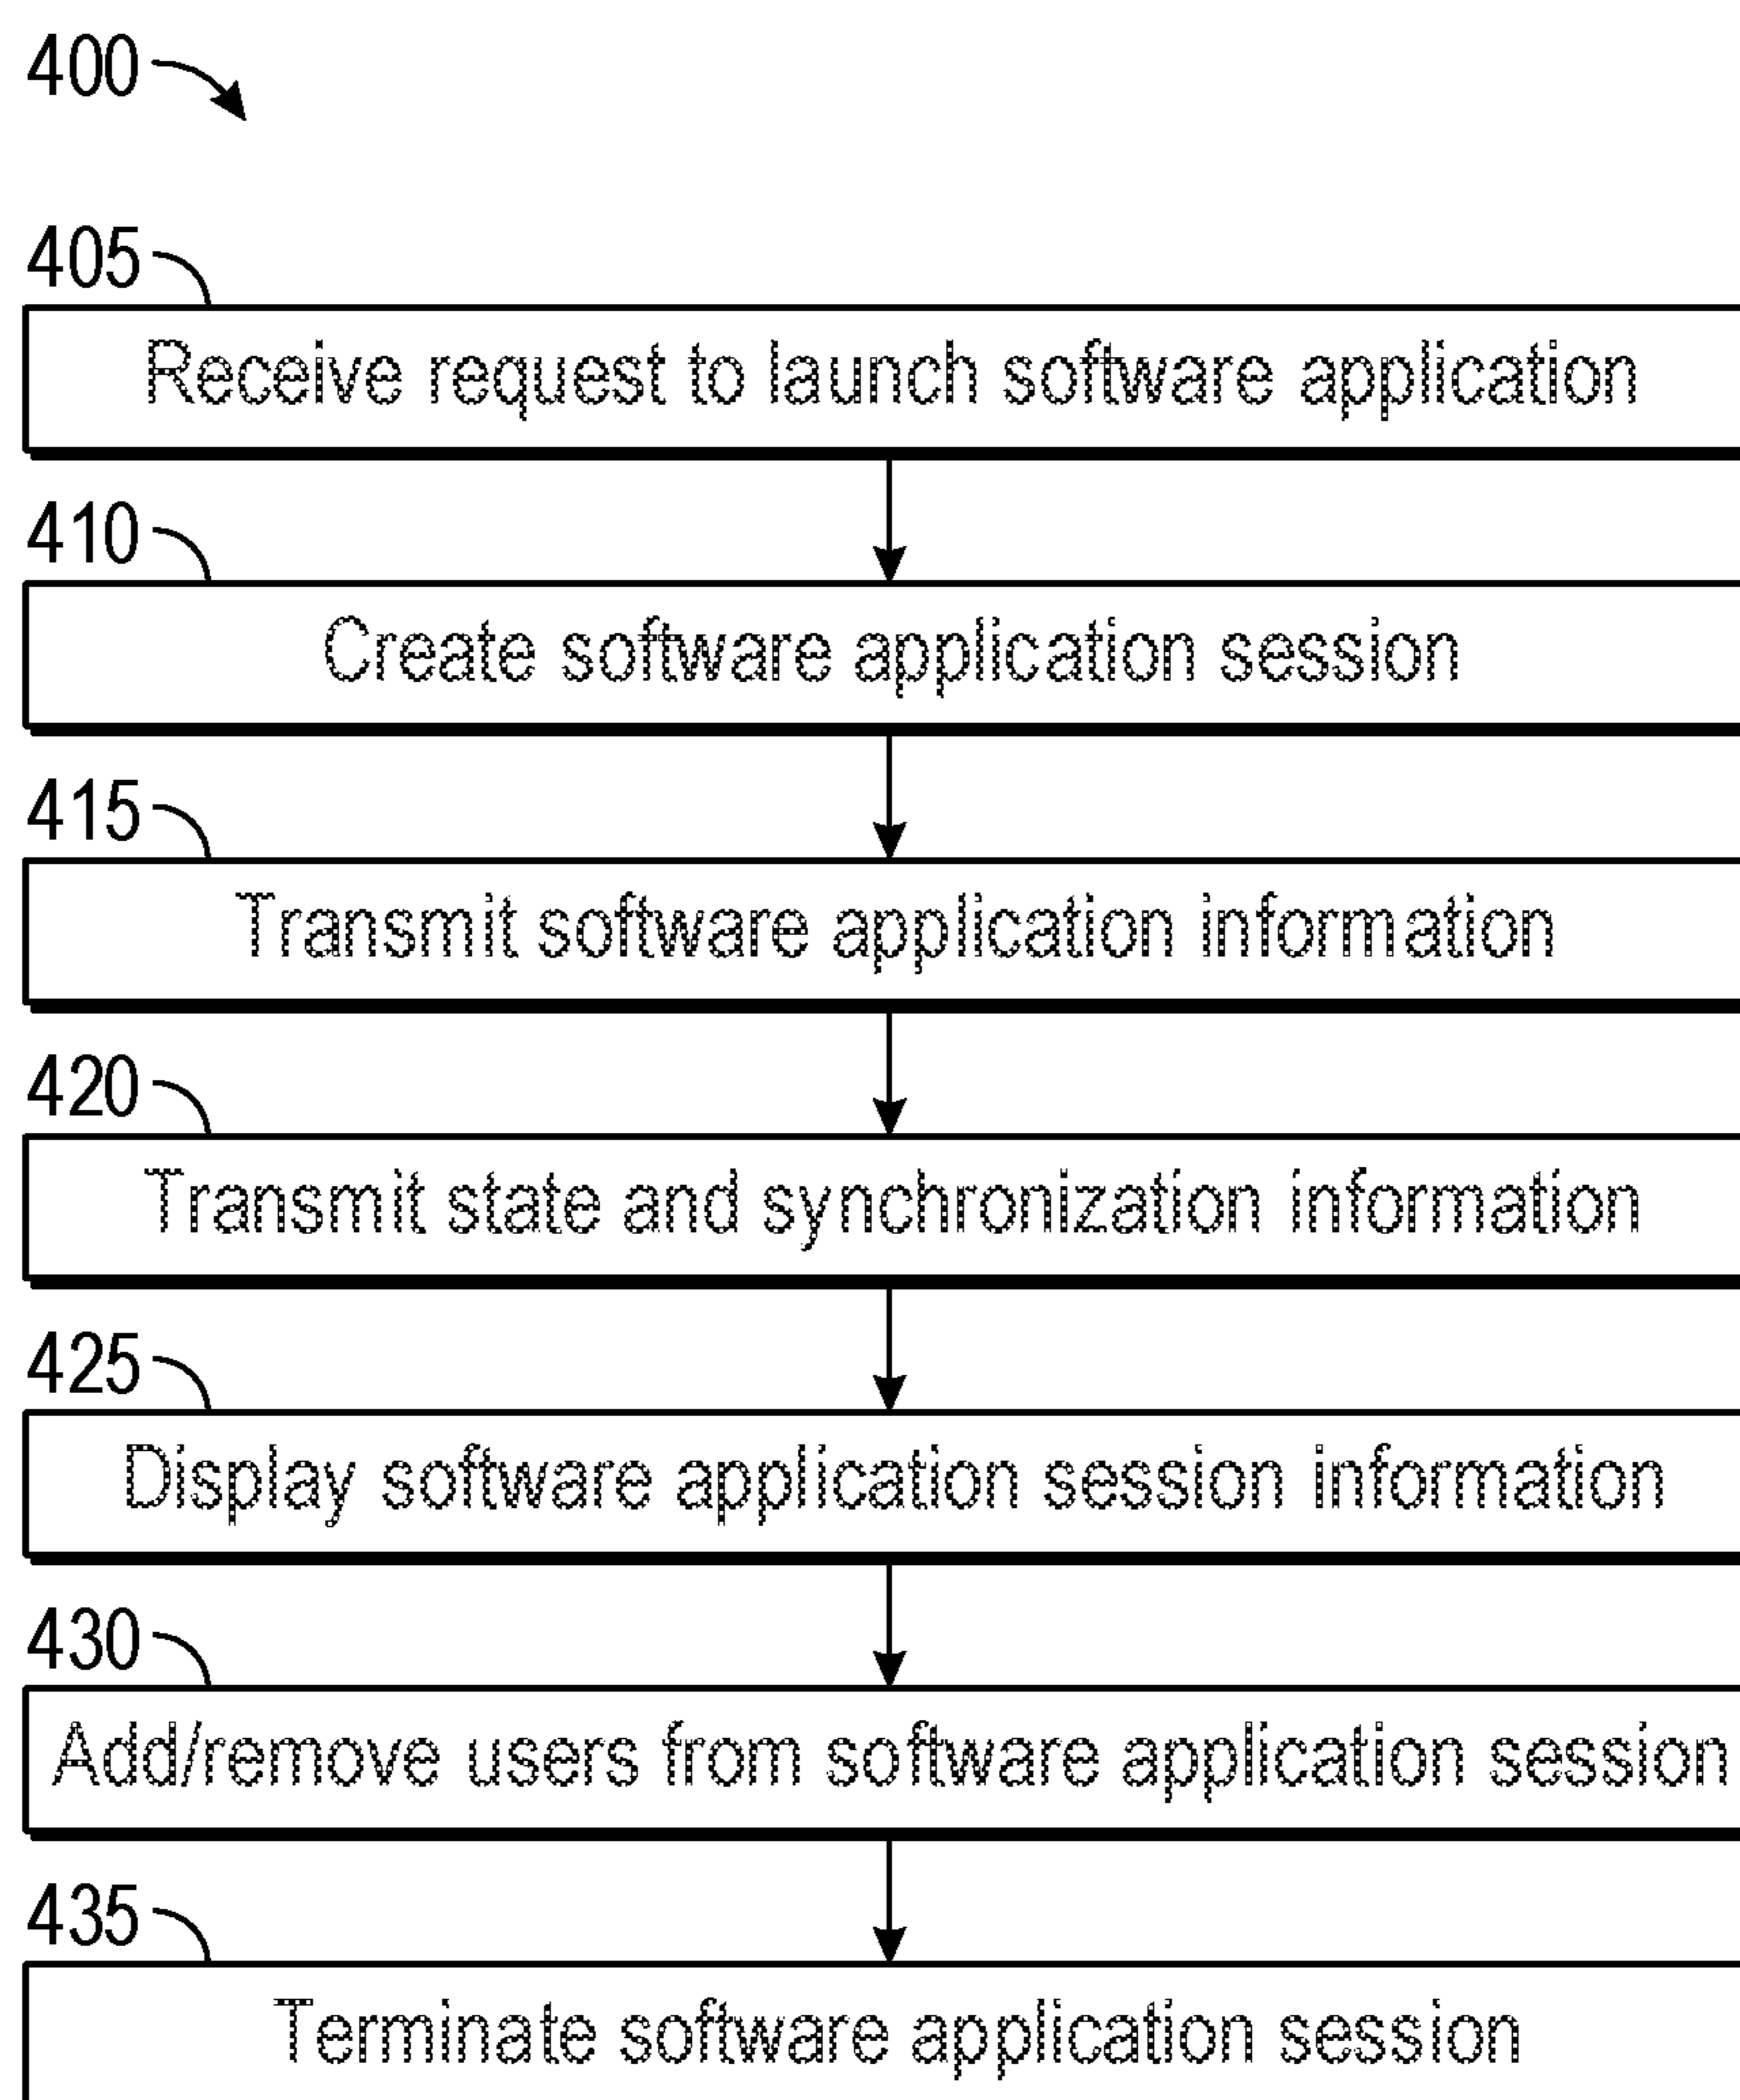 400
405
Receive request to launch software application
410
Create software application session
415
Transmit software application information
420
Transmit state and synchronization information
425
Display software application session information
430
Add/remove users from software application session
435
Terminate software application session